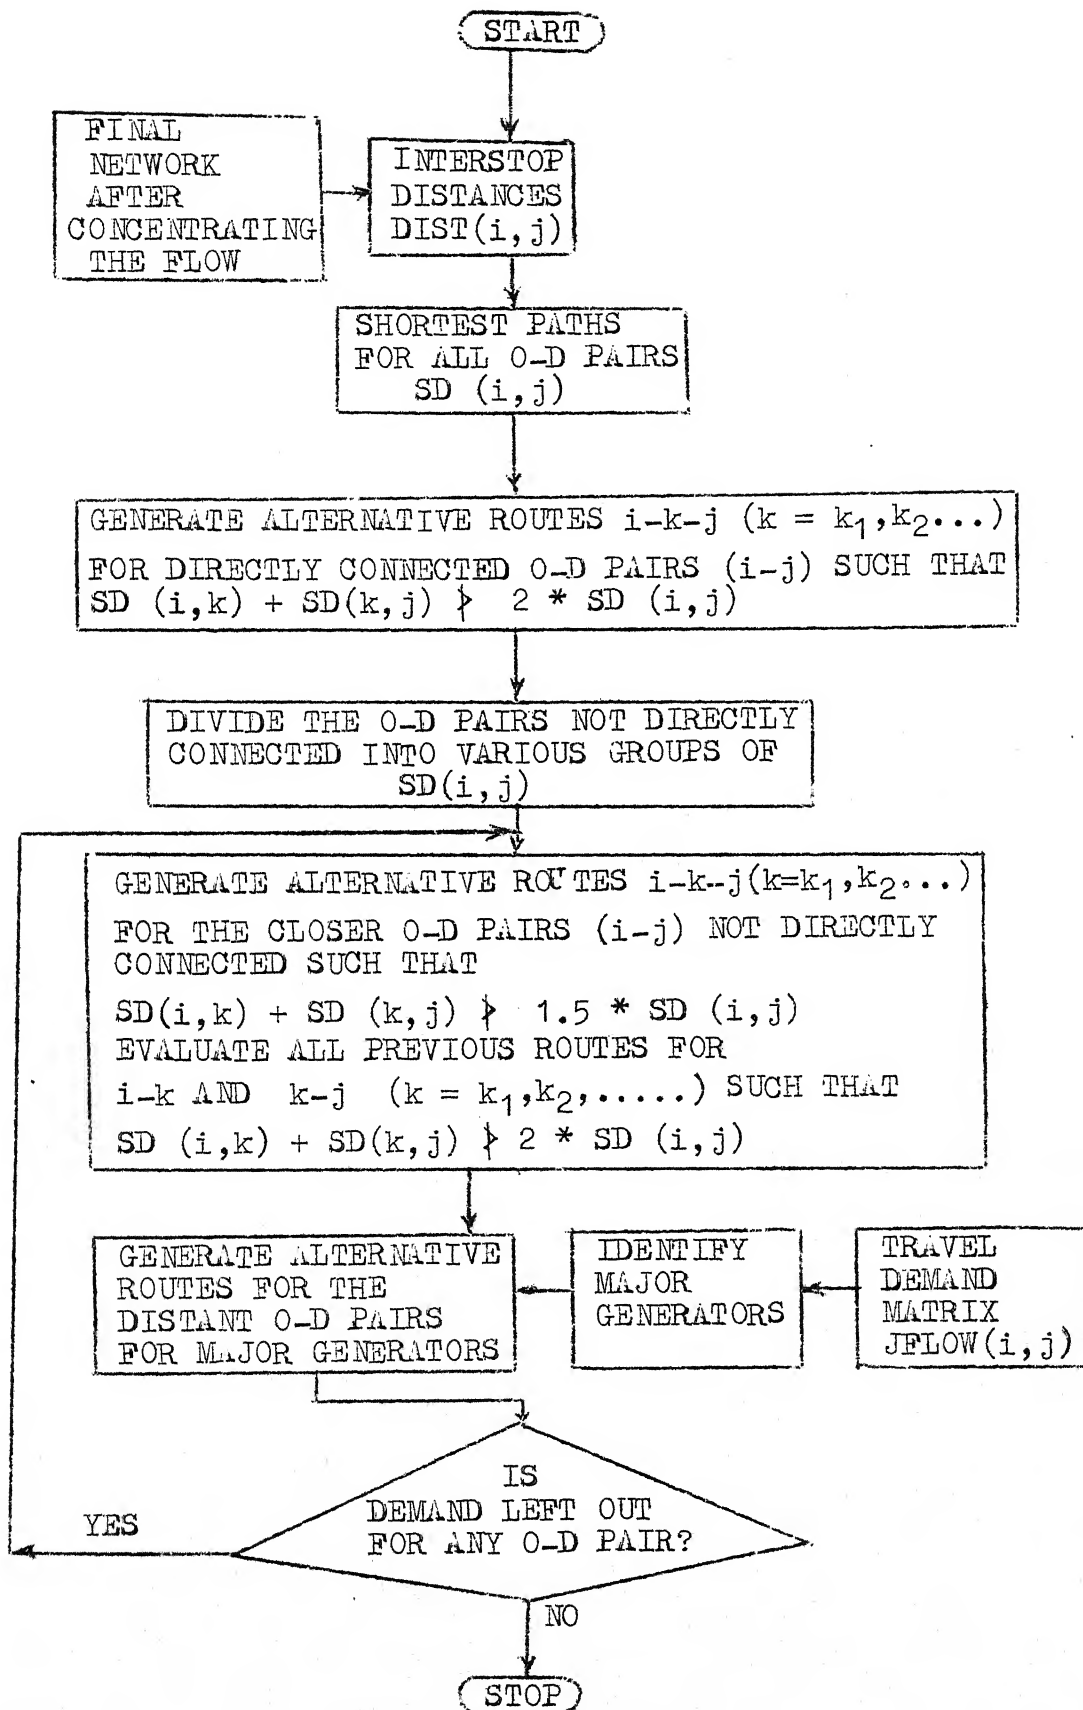 START
FINAL
NETWORK
AFTER
CONCENTRATING
THE FLOW
INTERSTOP
DISTANCES
DIST(i,j)
SHORTEST PATHS
FOR ALL O-D PAIRS
SD (i,j)
GENERATE ALTERNATIVE ROUTES i-k-j (k = k₁,k₂...)
FOR DIRECTLY CONNECTED O-D PAIRS (i-j) SUCH THAT
SD (i,k) + SD(k,j) ≯ 2 * SD (i,j)
DIVIDE THE O-D PAIRS NOT DIRECTLY
CONNECTED INTO VARIOUS GROUPS OF
SD(i,j)
GENERATE ALTERNATIVE ROUTES i-k--j(k=k₁,k₂...)
FOR THE CLOSER O-D PAIRS (i-j) NOT DIRECTLY
CONNECTED SUCH THAT
SD(i,k) + SD (k,j) ≯ 1.5 * SD (i,j)
EVALUATE ALL PREVIOUS ROUTES FOR
i-k AND k-j (k = k₁,k₂,.....) SUCH THAT
SD (i,k) + SD(k,j) ≯ 2 * SD (i,j)
GENERATE ALTERNATIVE
ROUTES FOR THE
DISTANT O-D PAIRS
FOR MAJOR GENERATORS
IDENTIFY
MAJOR
GENERATORS
TRAVEL
DEMAND
MATRIX
JFLOW(i,j)
IS
DEMAND LEFT OUT
FOR ANY O-D PAIR?
YES
NO
STOP